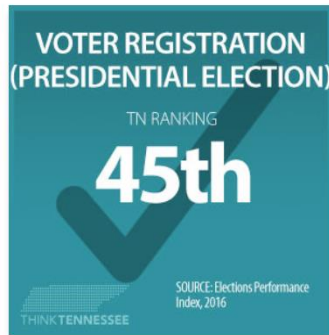 VOTER REGISTRATION
(PRESIDENTIAL ELECTION)
TN RANKING
45th
SOURCE: Elections Performance
Index, 2016
THINKTENNESSEE